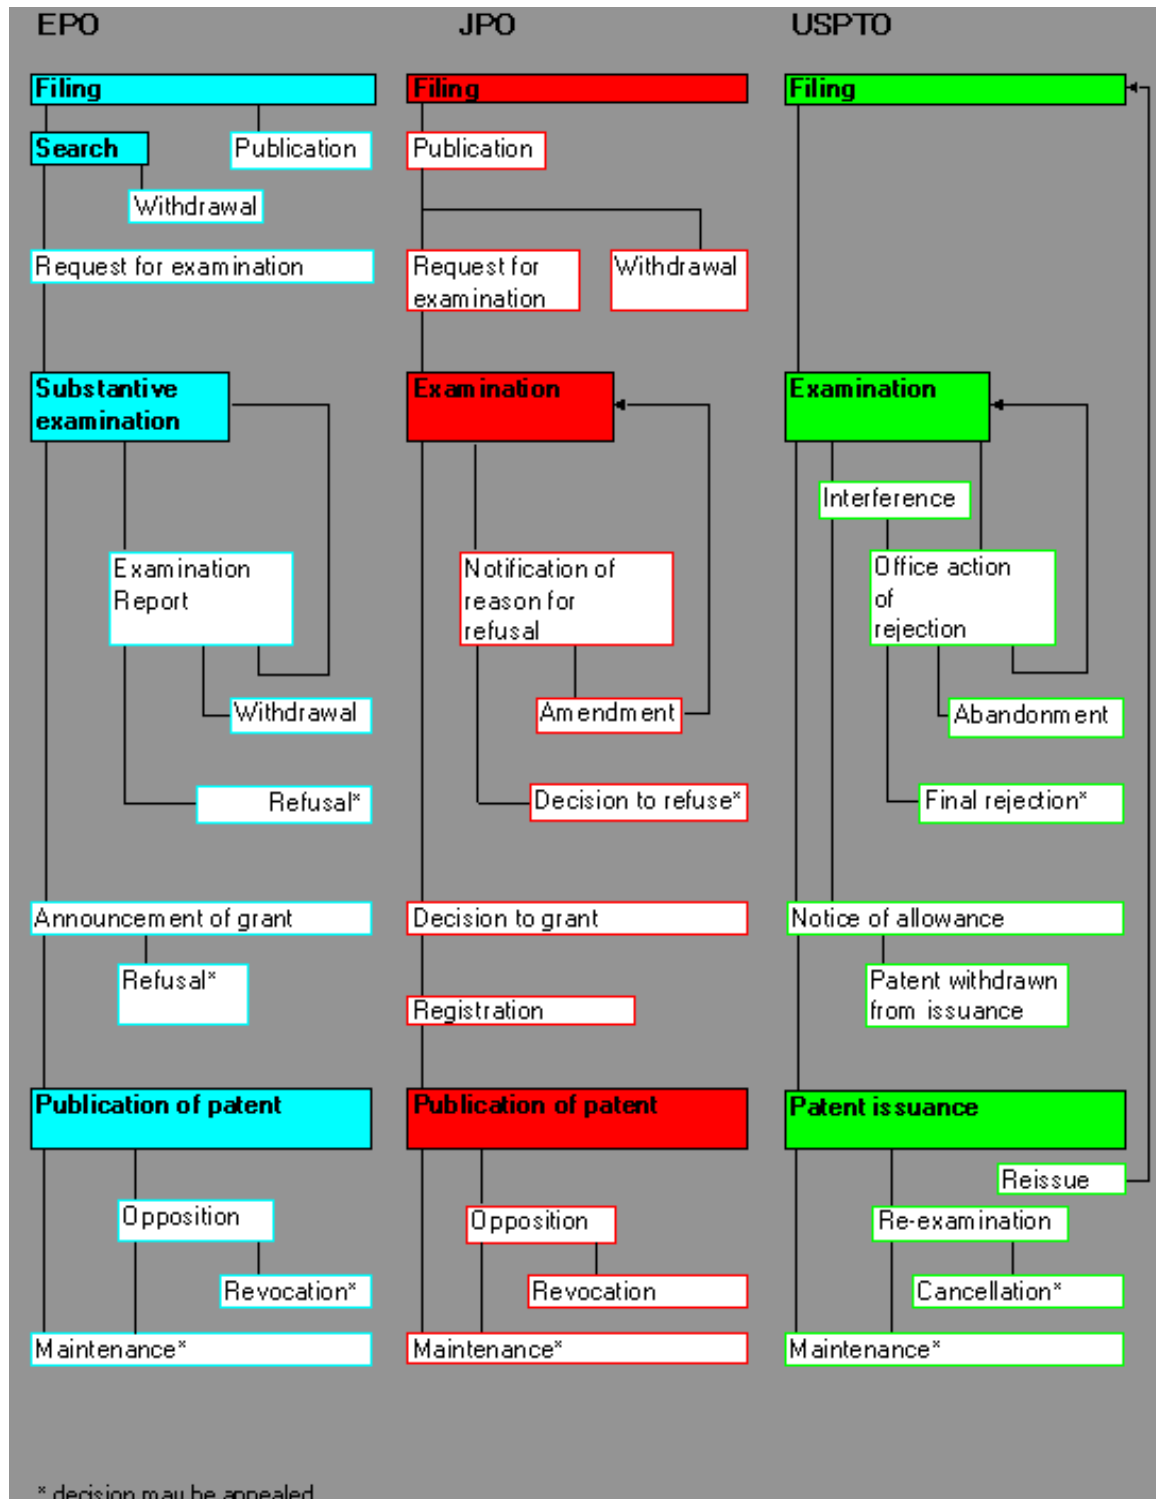 EPO
JPO
USPTO
Filing
Filing
Filing
Search
Publication
Publication
Withdrawal
Request for examination
Request for
examination
Withdrawal
Substantive
examination
Examination
Examination
Interference
Examination
Report
Notification of
reason for
refusal
Office action
of
rejection
Withdrawal
Amendment
Abandonment
Refusal*
Decision to refuse*
Final rejection*
Announcement of grant
Decision to grant
Notice of allowance
Refusal*
Patent withdrawn
from issuance
Registration
Publication of patent
Publication of patent
Patent issuance
Reissue
Opposition
Opposition
Re-examination
Revocation*
Revocation
Cancellation*
Maintenance*
Maintenance*
Maintenance*
* decision may be appealed